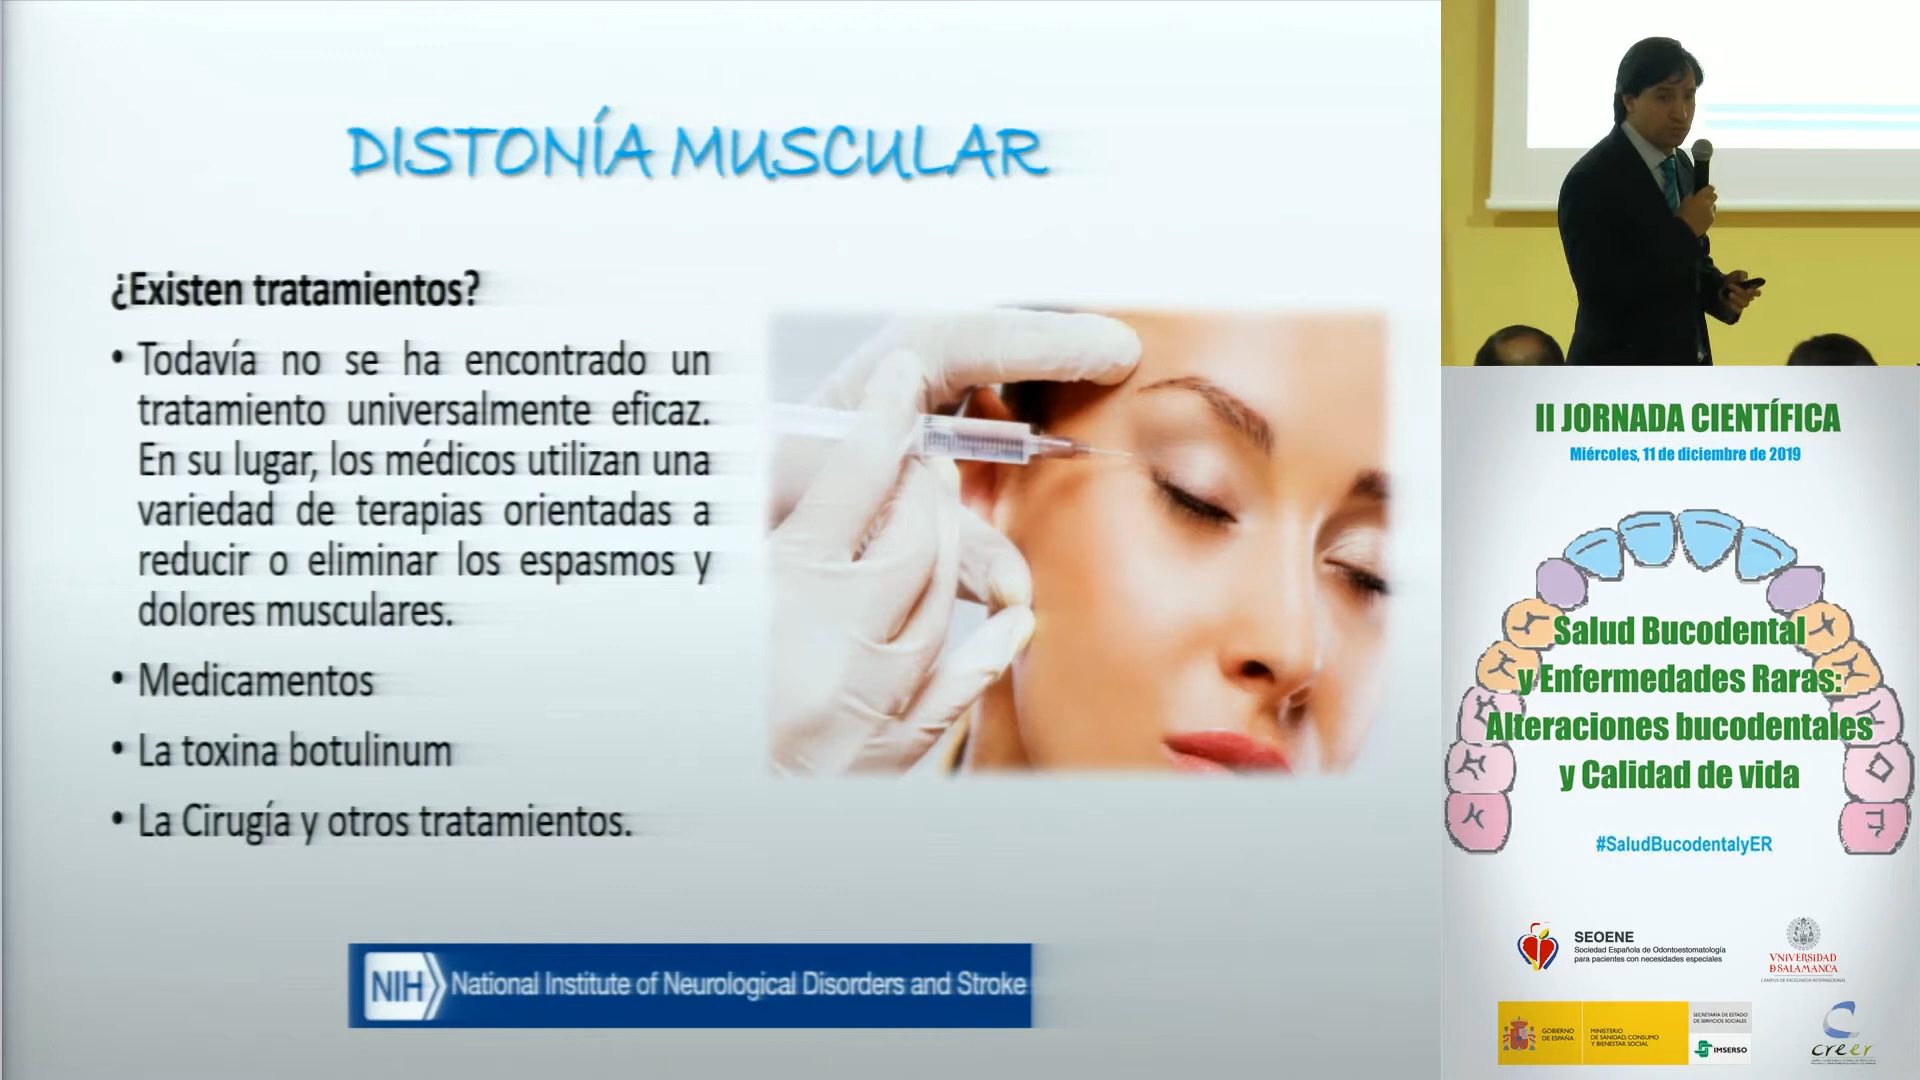 DISTONÍA MUSCULAR
¿Existen tratamientos?
• Todavía no se ha encontrado un
tratamiento universalmente eficaz.
En su lugar, los médicos utilizan una
variedad de terapias orientadas a
reducir o eliminar los espasmos y
dolores musculares.
• Medicamentos
• La toxina botulinum
• La Cirugía y otros tratamientos.
NIH National Institute of Neurological Disorders and Stroke
II JORNADA CIENTÍFICA
Miércoles, 11 de diciembre de 2019
Salud Bucodental
y Enfermedades Raras:
Alteraciones bucodentales
y Calidad de vida
#SaludBucodentalyER
SEOENE
Sociedad Española de Odontoestomatología
para pacientes con necesidades especiales
VNiVERSiDAD
D SALAMANCA
CAMPUS DE EXCELENCIA INTERNACIONAL
GOBIERNO
DE ESPAÑA
MINISTERIO
DE SANIDAD, CONSUMO
Y BIENESTAR SOCIAL
SECRETARÍA DE ESTADO
DE SERVICIOS SOCIALES
IMSERSO
creer